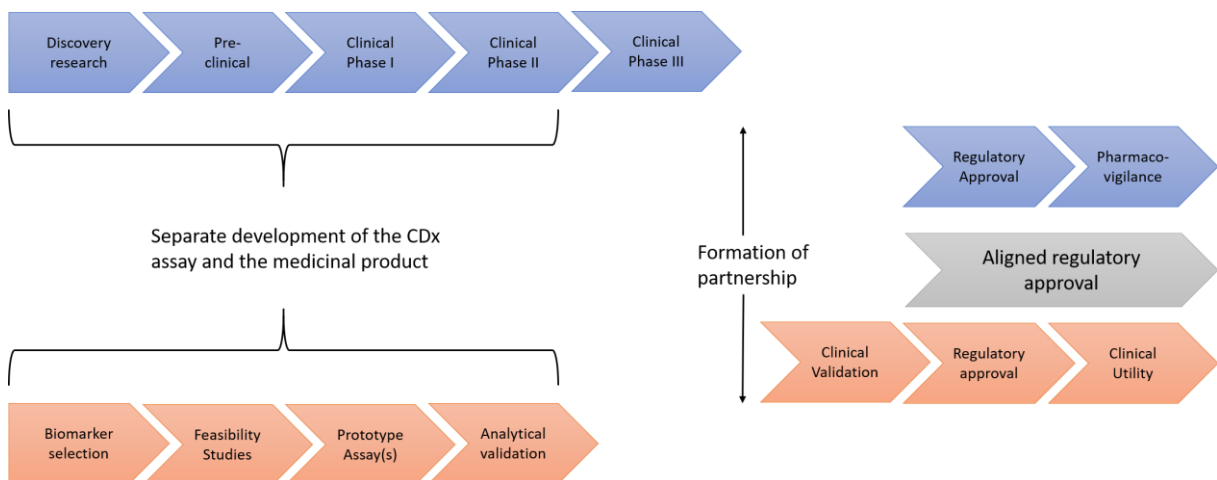 Discovery
research
Pre-
clinical
Clinical
Phase I
Clinical
Phase II
Clinical
Phase III
Regulatory
Approval
Pharmaco-
vigilance
Separate development of the CDx
assay and the medicinal product
Formation of
partnership
Aligned regulatory
approval
Clinical
Validation
Regulatory
approval
Clinical
Utility
Biomarker
selection
Feasibility
Studies
Prototype
Assay(s)
Analytical
validation